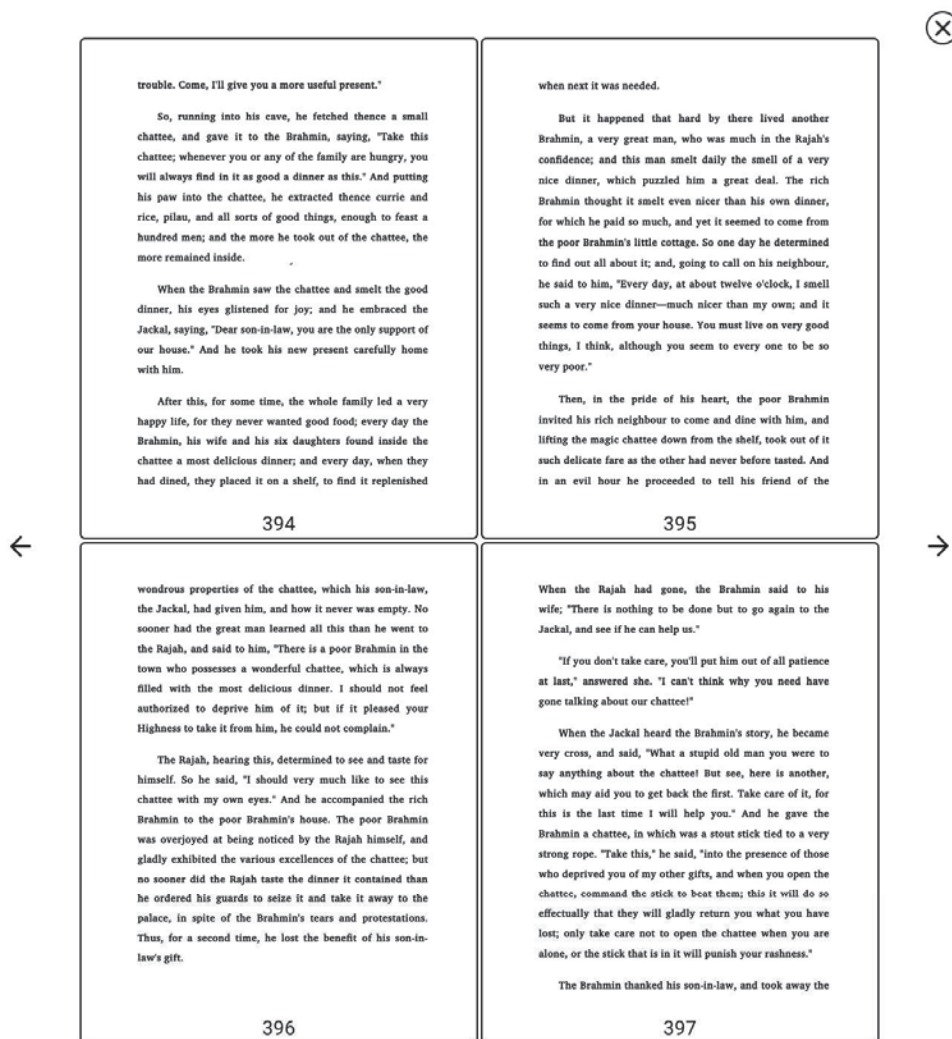 trouble. Come, I'll give you a more useful present."
So, running into his cave, he fetched thence a small
chattee, and gave it to the Brahmin, saying, "Take this
chattee; whenever you or any of the family are hungry, you
will always find in it as good a dinner as this." And putting
his paw into the chattee, he extracted thence currie and
rice, pilau, and all sorts of good things, enough to feast a
hundred men; and the more he took out of the chattee, the
more remained inside.
When the Brahmin saw the chattee and smelt the good
dinner, his eyes glistened for joy; and he embraced the
Jackal, saying, "Dear son-in-law, you are the only support of
our house." And he took his new present carefully home
with him.
After this, for some time, the whole family led a very
happy life, for they never wanted good food; every day the
Brahmin, his wife and his six daughters found inside the
chattee a most delicious dinner; and every day, when they
had dined, they placed it on a shelf, to find it replenished
394
when next it was needed.
But it happened that hard by there lived another
Brahmin, a very great man, who was much in the Rajah's
confidence; and this man smelt daily the smell of a very
nice dinner, which puzzled him a great deal. The rich
Brahmin thought it smelt even nicer than his own dinner,
for which he paid so much, and yet it seemed to come from
the poor Brahmin's little cottage. So one day he determined
to find out all about it; and, going to call on his neighbour,
he said to him, "Every day, at about twelve o'clock, I smell
such a very nice dinner—much nicer than my own; and it
seems to come from your house. You must live on very good
things, I think, although you seem to every one to be so
very poor."
Then, in the pride of his heart, the poor Brahmin
invited his rich neighbour to come and dine with him, and
lifting the magic chattee down from the shelf, took out of it
such delicate fare as the other had never before tasted. And
in an evil hour he proceeded to tell his friend of the
395
wondrous properties of the chattee, which his son-in-law,
the Jackal, had given him, and how it never was empty. No
sooner had the great man learned all this than he went to
the Rajah, and said to him, "There is a poor Brahmin in the
town who possesses a wonderful chattee, which is always
filled with the most delicious dinner. I should not feel
authorized to deprive him of it; but if it pleased your
Highness to take it from him, he could not complain."
The Rajah, hearing this, determined to see and taste for
himself. So he said, "I should very much like to see this
chattee with my own eyes." And he accompanied the rich
Brahmin to the poor Brahmin's house. The poor Brahmin
was overjoyed at being noticed by the Rajah himself, and
gladly exhibited the various excellences of the chattee; but
no sooner did the Rajah taste the dinner it contained than
he ordered his guards to seize it and take it away to the
palace, in spite of the Brahmin's tears and protestations.
Thus, for a second time, he lost the benefit of his son-in-
law's gift.
396
When the Rajah had gone, the Brahmin said to his
wife; "There is nothing to be done but to go again to the
Jackal, and see if he can help us."
"If you don't take care, you'll put him out of all patience
at last," answered she. "I can't think why you need have
gone talking about our chattee!"
When the Jackal heard the Brahmin's story, he became
very cross, and said, "What a stupid old man you were to
say anything about the chattee! But see, here is another,
which may aid you to get back the first. Take care of it, for
this is the last time I will help you." And he gave the
Brahmin a chattee, in which was a stout stick tied to a very
strong rope. "Take this," he said, "into the presence of those
who deprived you of my other gifts, and when you open the
chattee, command the stick to beat them; this it will do so
effectually that they will gladly return you what you have
lost; only take care not to open the chattee when you are
alone, or the stick that is in it will punish your rashness."
The Brahmin thanked his son-in-law, and took away the
397